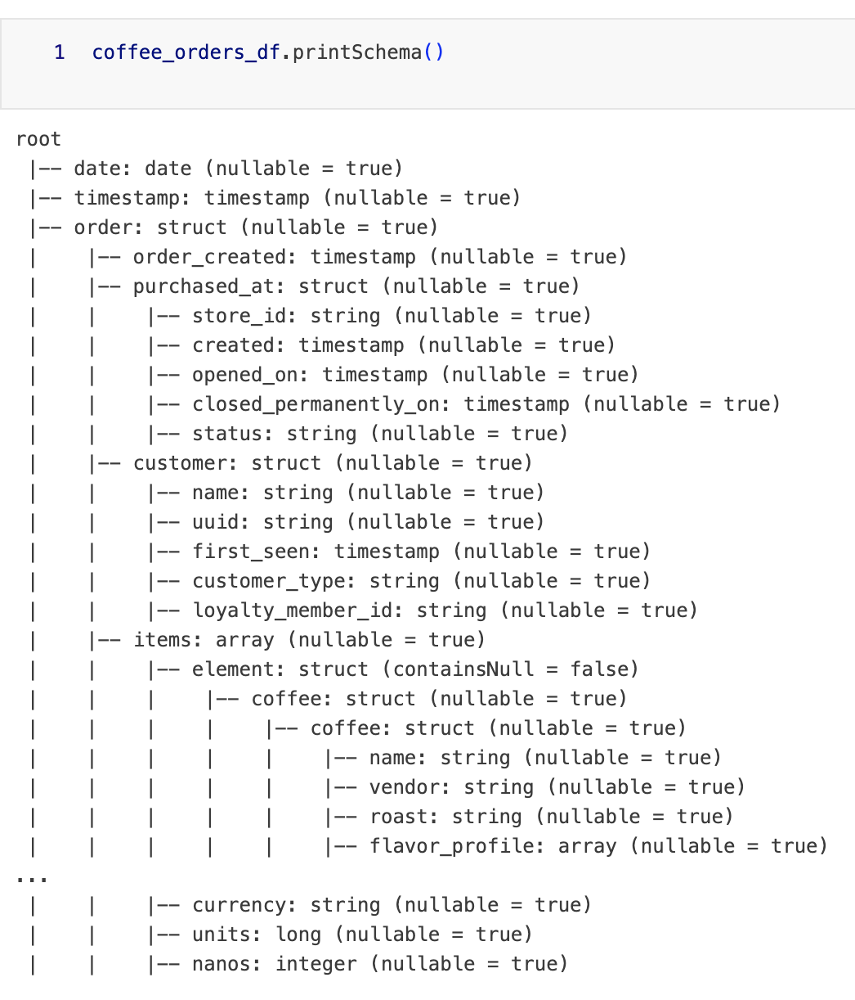 1 coffee_orders_df.printSchema()
root
 |-- date: date (nullable = true)
 |-- timestamp: timestamp (nullable = true)
 |-- order: struct (nullable = true)
 |    |-- order_created: timestamp (nullable = true)
 |    |-- purchased_at: struct (nullable = true)
 |    |    |-- store_id: string (nullable = true)
 |    |    |-- created: timestamp (nullable = true)
 |    |    |-- opened_on: timestamp (nullable = true)
 |    |    |-- closed_permanently_on: timestamp (nullable = true)
 |    |    |-- status: string (nullable = true)
 |    |-- customer: struct (nullable = true)
 |    |    |-- name: string (nullable = true)
 |    |    |-- uuid: string (nullable = true)
 |    |    |-- first_seen: timestamp (nullable = true)
 |    |    |-- customer_type: string (nullable = true)
 |    |    |-- loyalty_member_id: string (nullable = true)
 |    |-- items: array (nullable = true)
 |    |    |-- element: struct (containsNull = false)
 |    |    |    |-- coffee: struct (nullable = true)
 |    |    |    |    |-- coffee: struct (nullable = true)
 |    |    |    |    |    |-- name: string (nullable = true)
 |    |    |    |    |    |-- vendor: string (nullable = true)
 |    |    |    |    |    |-- roast: string (nullable = true)
 |    |    |    |    |    |-- flavor_profile: array (nullable = true)
...
 |    |    |-- currency: string (nullable = true)
 |    |    |-- units: long (nullable = true)
 |    |    |-- nanos: integer (nullable = true)